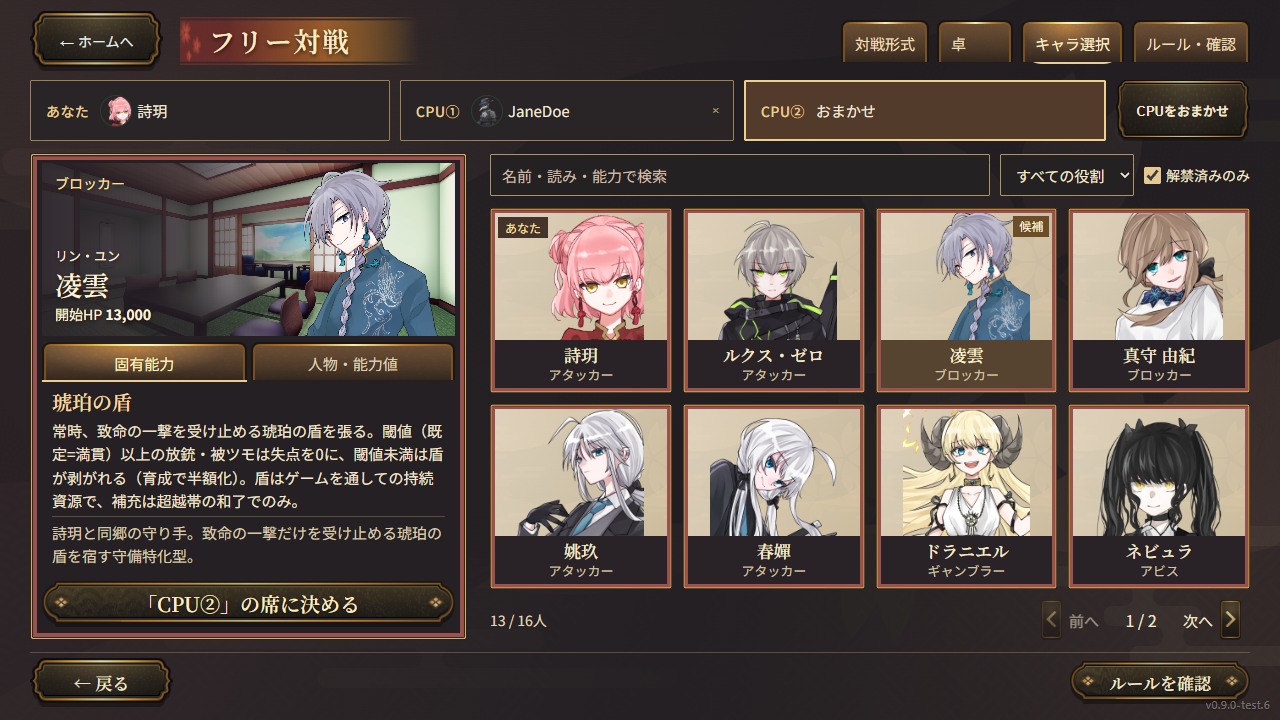 ←ホームへ
フリー対戦
対戦形式
卓
キャラ選択
ルール・確認
あなた 詩玥
CPU① JaneDoe ×
CPU② おまかせ
CPUをおまかせ
ブロッカー
リン・ユン
凌雲
開始HP 13,000
固有能力
人物・能力値
琥珀の盾
常時、致命の一撃を受け止める琥珀の盾を張る。閾値（既
定=満貫）以上の放銃・被ツモは失点を0に、閾値未満は盾
が剥がれる（育成で半額化）。盾はゲームを通しての持続
資源で、補充は超越帯の和了でのみ。
詩玥と同郷の守り手。致命の一撃だけを受け止める琥珀の
盾を宿す守備特化型。
「CPU②」の席に決める
名前・読み・能力で検索
すべての役割
解禁済みのみ
あなた
詩玥
アタッカー
ルクス・ゼロ
アタッカー
候補
凌雲
ブロッカー
真守 由紀
ブロッカー
姚玖
アタッカー
春嬋
アタッカー
ドラニエル
ギャンブラー
ネビュラ
アビス
13 / 16人
前へ
1 / 2
次へ
←戻る
ルールを確認
v0.9.0-test.6